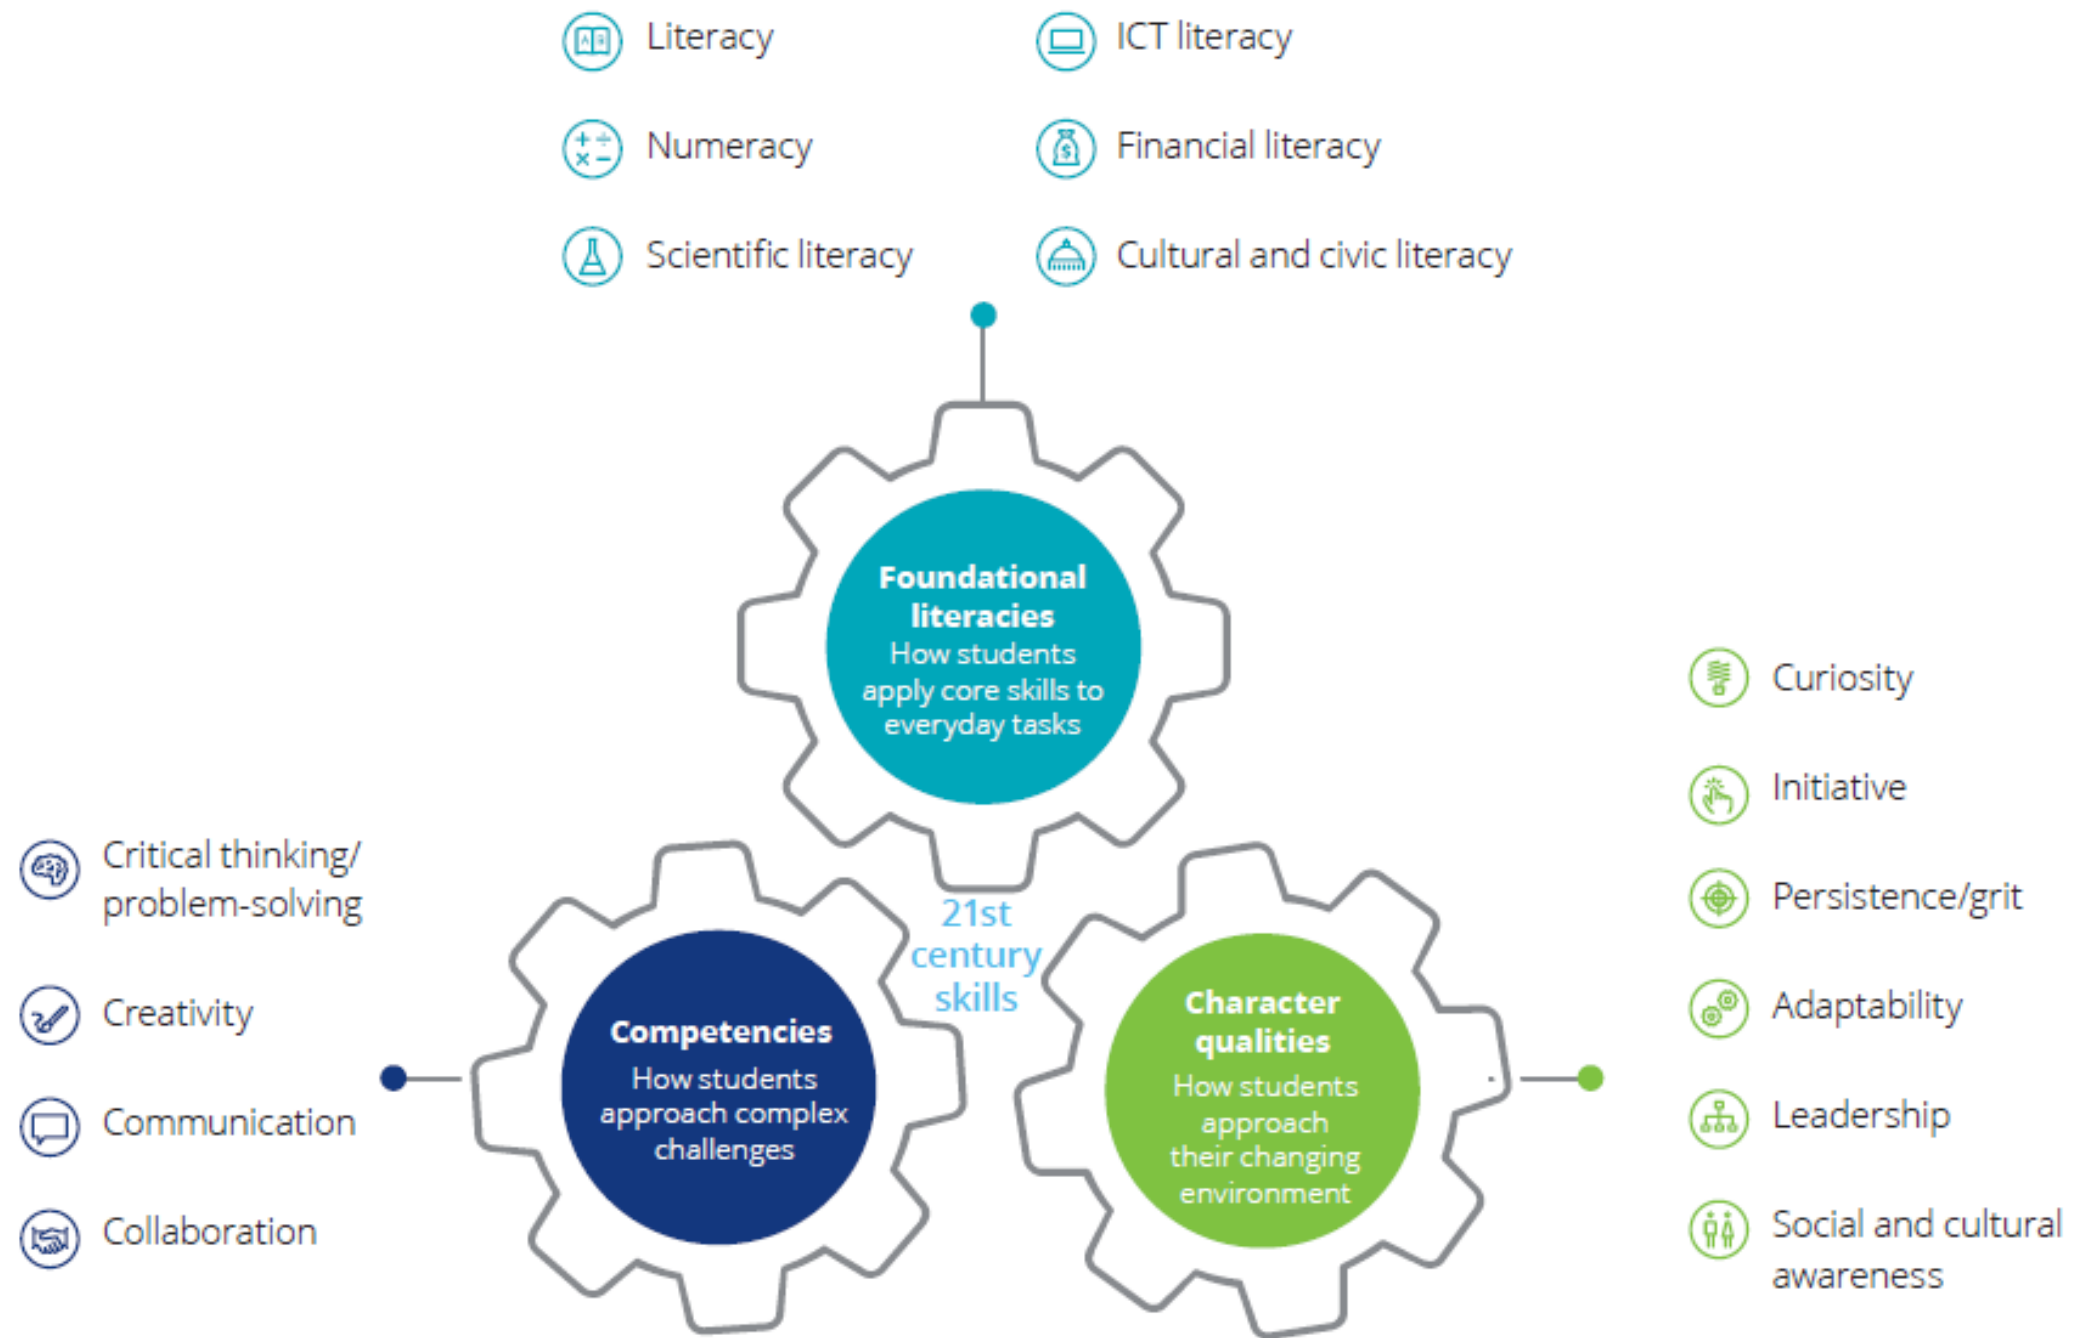 Literacy
ICT literacy
Numeracy
Financial literacy
Scientific literacy
Cultural and civic literacy
Foundational
literacies
How students
apply core skills to
everyday tasks
21st
century
skills
Critical thinking/
problem-solving
Creativity
Communication
Collaboration
Competencies
How students
approach complex
challenges
Character
qualities
How students
approach
their changing
environment
Curiosity
Initiative
Persistence/grit
Adaptability
Leadership
Social and cultural
awareness